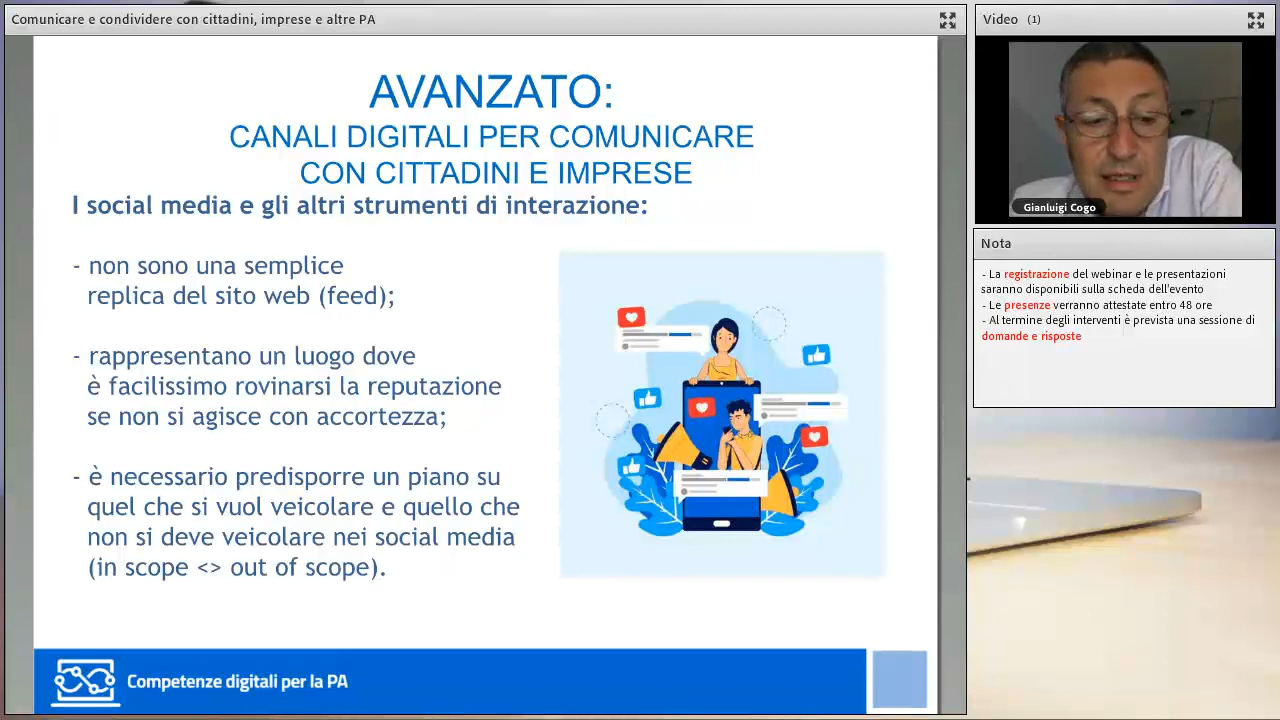 Comunicare e condividere con cittadini, imprese e altre PA
AVANZATO:
CANALI DIGITALI PER COMUNICARE
CON CITTADINI E IMPRESE
I social media e gli altri strumenti di interazione:
- non sono una semplice
replica del sito web (feed);
- rappresentano un luogo dove
è facilissimo rovinarsi la reputazione
se non si agisce con accortezza;
- è necessario predisporre un piano su
quel che si vuol veicolare e quello che
non si deve veicolare nei social media
(in scope <> out of scope).
Competenze digitali per la PA
Video (1)
Gianluigi Cogo
Nota
- La registrazione del webinar e le presentazioni
saranno disponibili sulla scheda dell'evento
- Le presenze verranno attestate entro 48 ore
- Al termine degli interventi è prevista una sessione di
domande e risposte